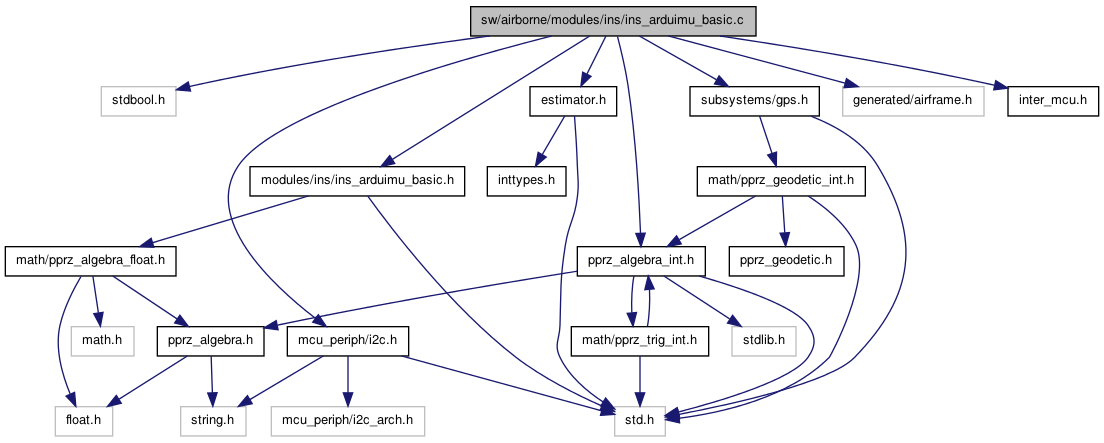 sw/airborne/modules/ins/ins_arduimu_basic.c
stdbool.h
estimator.h
subsystems/gps.h
generated/airframe.h
inter_mcu.h
modules/ins/ins_arduimu_basic.h
inttypes.h
math/pprz_geodetic_int.h
math/pprz_algebra_float.h
pprz_algebra_int.h
pprz_geodetic.h
math.h
pprz_algebra.h
mcu_periph/i2c.h
math/pprz_trig_int.h
stdlib.h
float.h
string.h
mcu_periph/i2c_arch.h
std.h